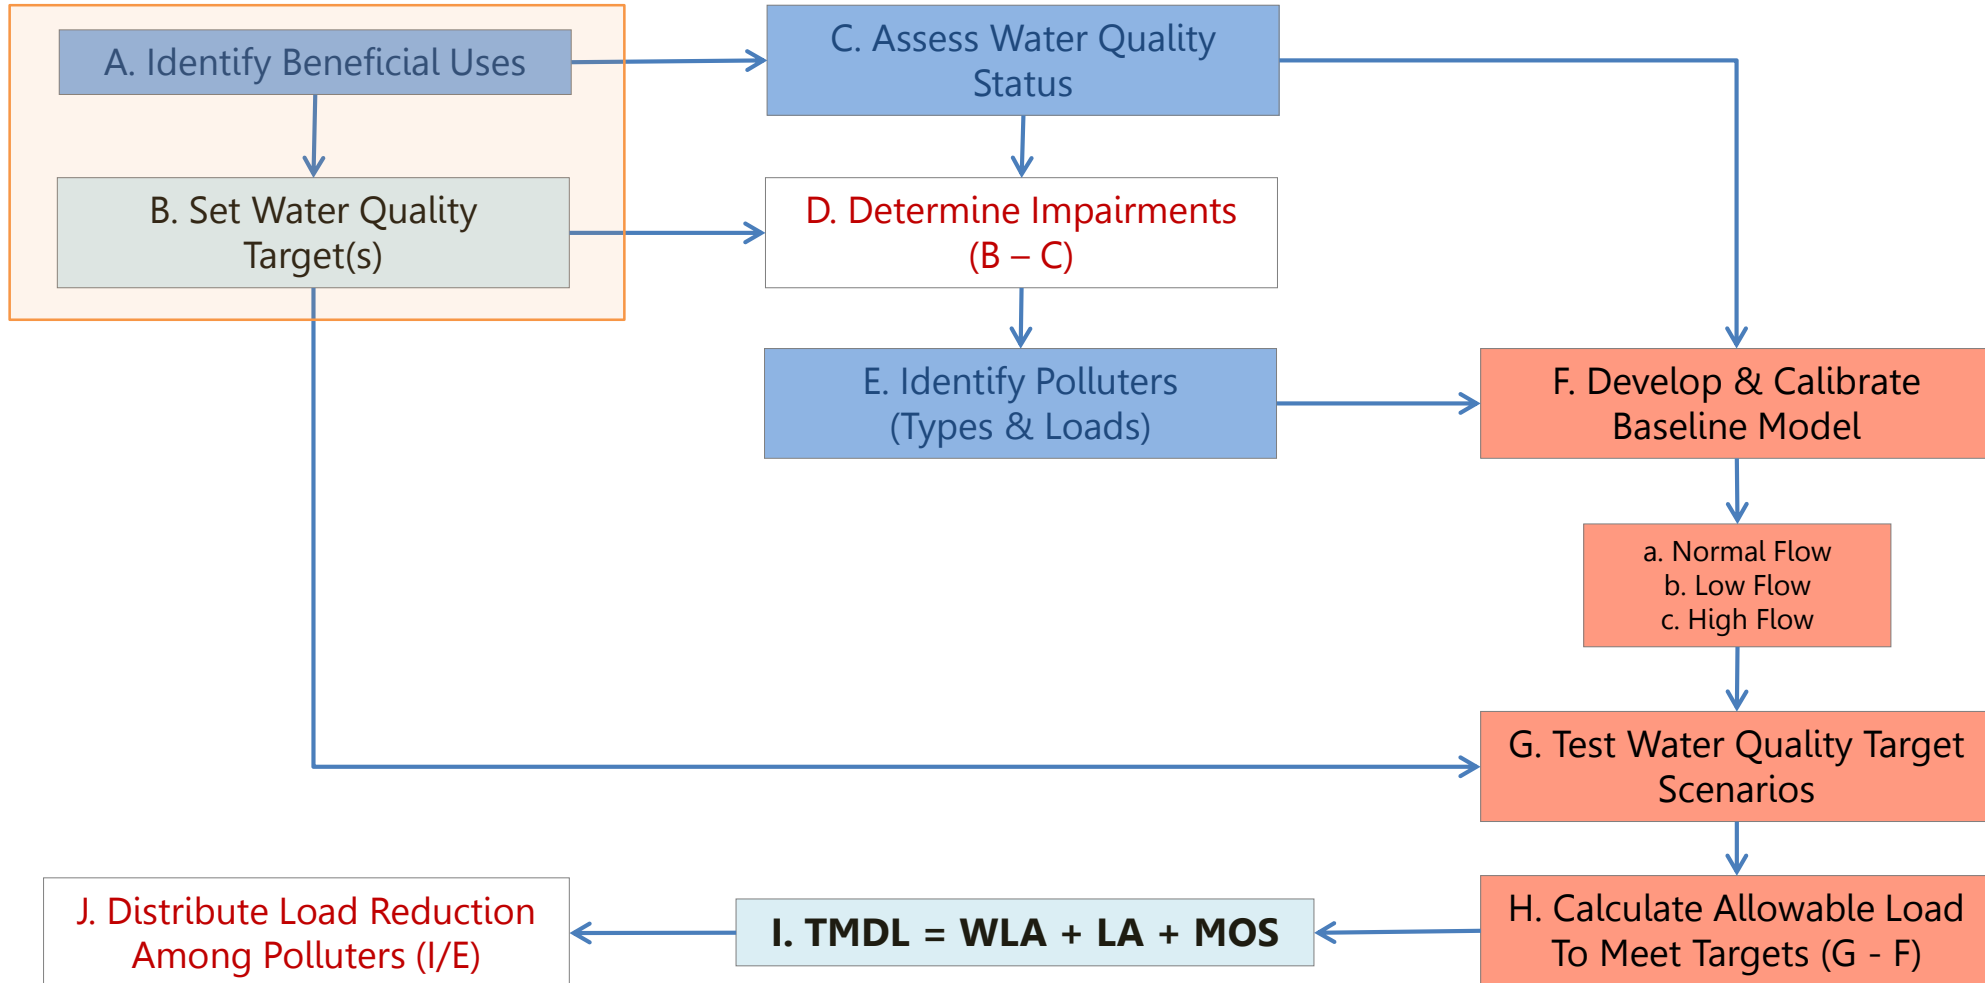 A. Identify Beneficial Uses
C. Assess Water Quality
Status
B. Set Water Quality
Target(s)
D. Determine Impairments
(B – C)
E. Identify Polluters
(Types & Loads)
F. Develop & Calibrate
Baseline Model
a. Normal Flow
b. Low Flow
c. High Flow
G. Test Water Quality Target
Scenarios
H. Calculate Allowable Load
To Meet Targets (G - F)
I. TMDL = WLA + LA + MOS
J. Distribute Load Reduction
Among Polluters (I/E)